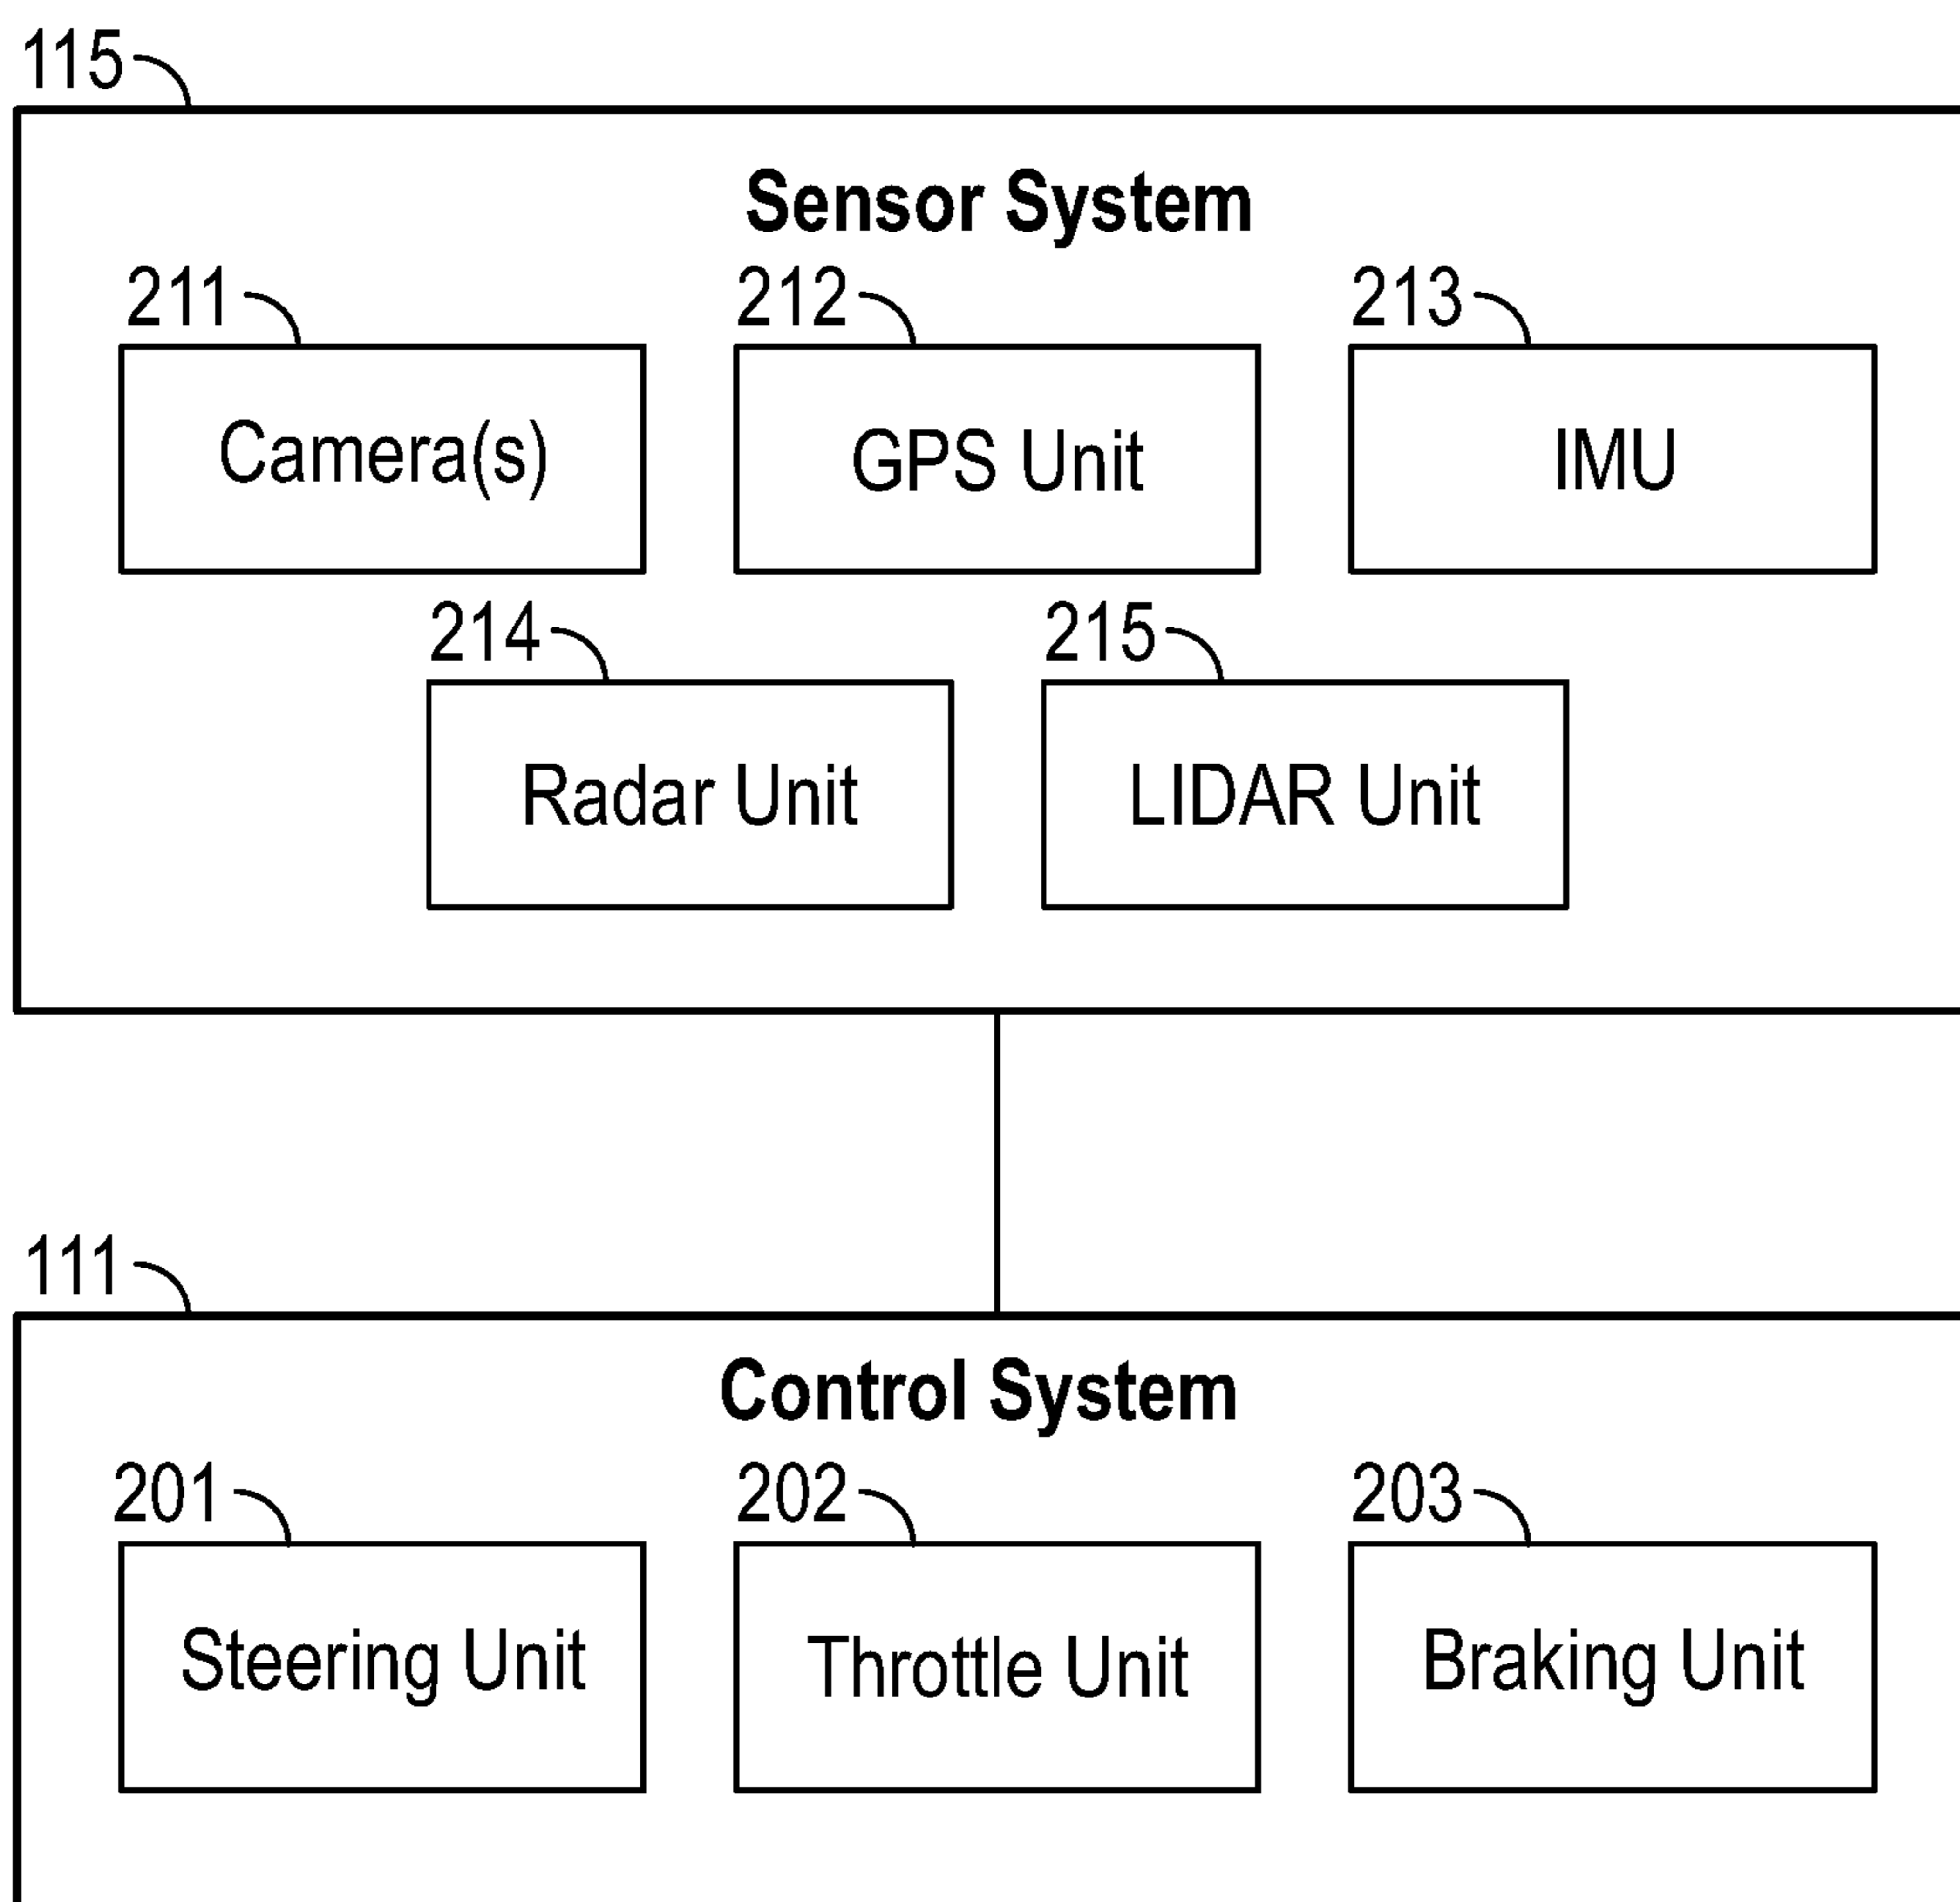 115
Sensor System
211 212 213
Camera(s) GPS Unit IMU
214 215
Radar Unit LIDAR Unit
111
Control System
201 202 203
Steering Unit Throttle Unit Braking Unit